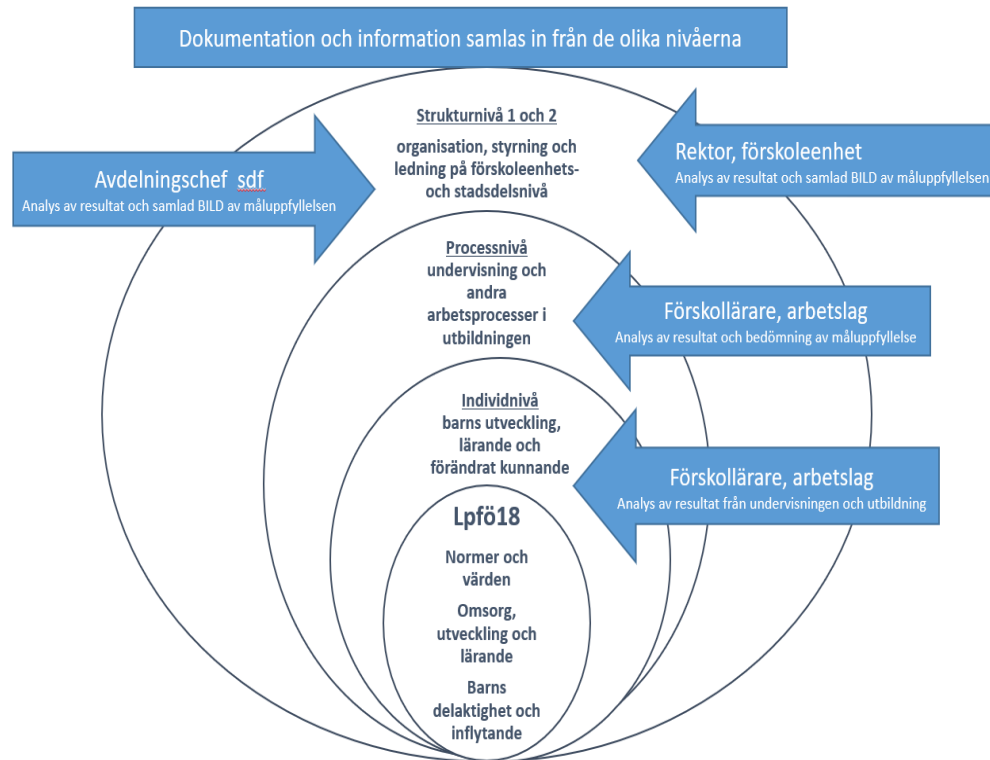 Dokumentation och information samlas in från de olika nivåerna
Strukturnivå 1 och 2
organisation, styrning och
ledning på förskoleenhets-
och stadsdelsnivå
Avdelningschef sdf
Analys av resultat och samlad BILD av måluppfyllelsen
Rektor, förskoleenhet
Analys av resultat och samlad BILD av måluppfyllelsen
Processnivå
undervisning och
andra
arbetsprocesser i
utbildningen
Förskollärare, arbetslag
Analys av resultat och bedömning av måluppfyllelse
Individnivå
barns utveckling,
lärande och
förändrat kunnande
Förskollärare, arbetslag
Analys av resultat från undervisningen och utbildning
Lpfö18
Normer och
värden
Omsorg,
utveckling och
lärande
Barns
delaktighet och
inflytande